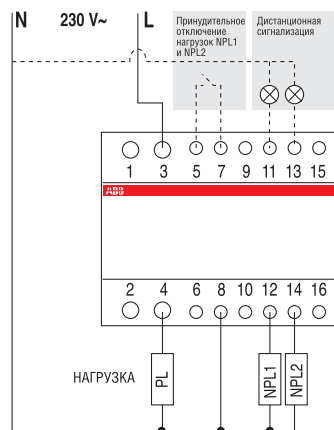 N 230 V~ L
Принудительное
отключение
нагрузок NPL1
и NPL2
Дистанционная
сигнализация
1 3 5 7 9 11 13 15
ABB
2 4 6 8 10 12 14 16
НАГРУЗКА
PL
NPL1
NPL2